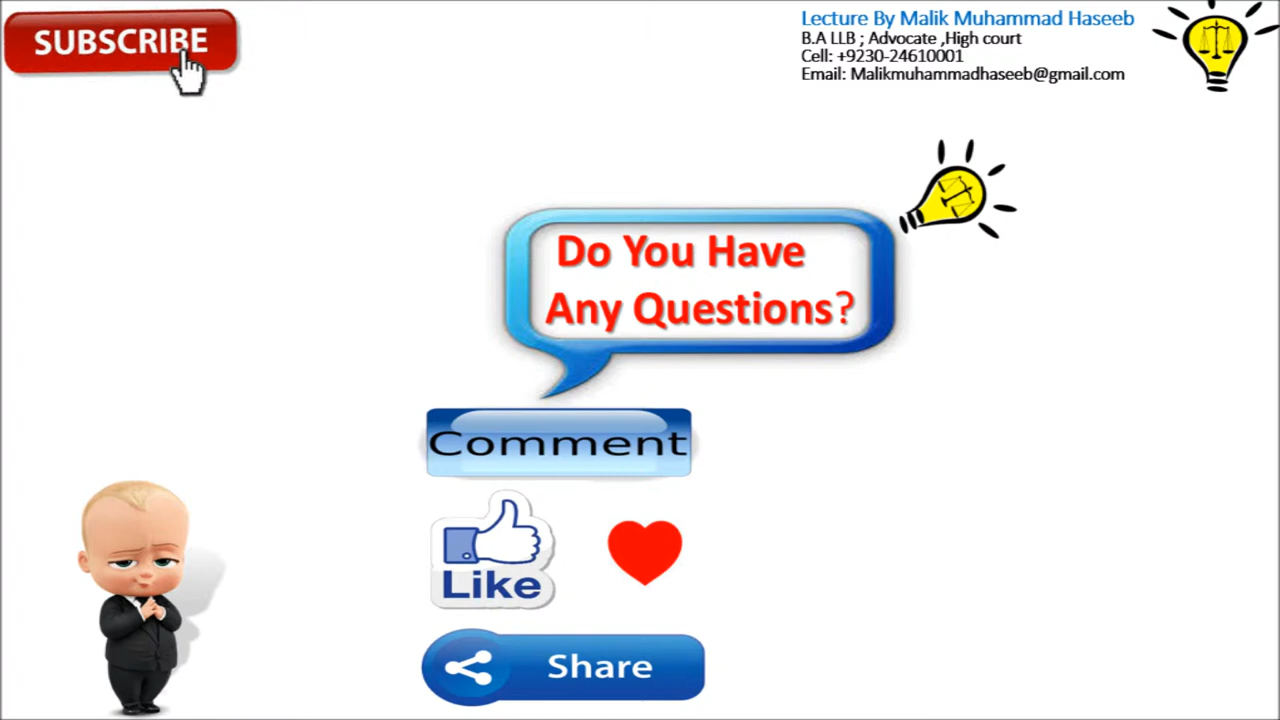 SUBSCRIBE
Lecture By Malik Muhammad Haseeb
B.A LLB ; Advocate ,High court
Cell: +9230-24610001
Email: Malikmuhammadhaseeb@gmail.com
Do You Have
Any Questions?
Comment
Like
Share